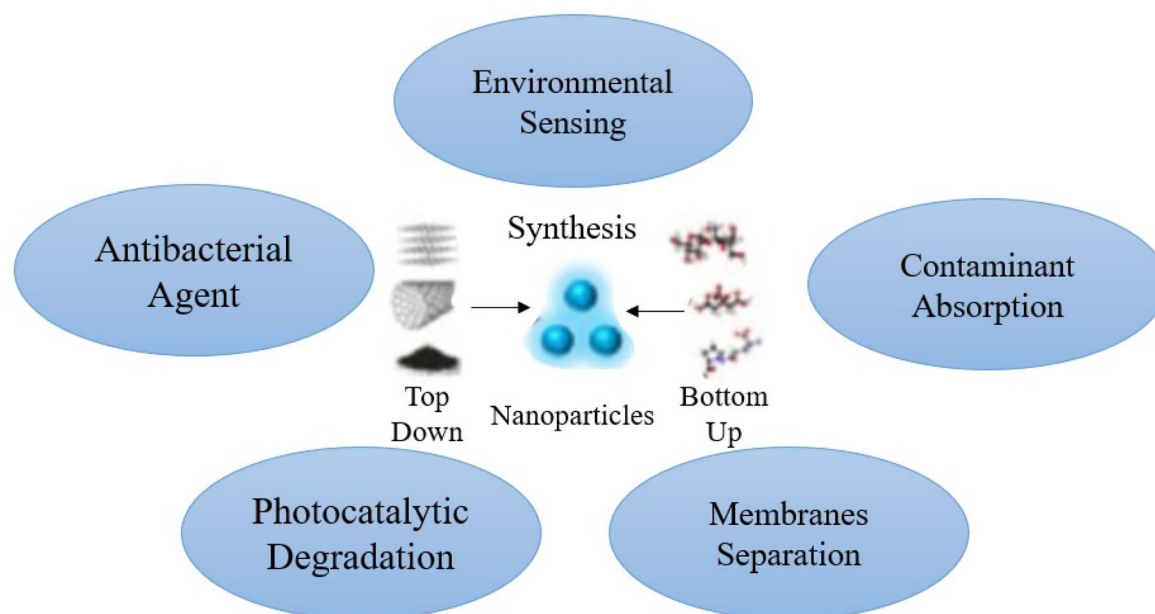 Environmental
Sensing
Antibacterial
Agent
Synthesis
Contaminant
Absorption
Top
Down
Nanoparticles
Bottom
Up
Photocatalytic
Degradation
Membranes
Separation